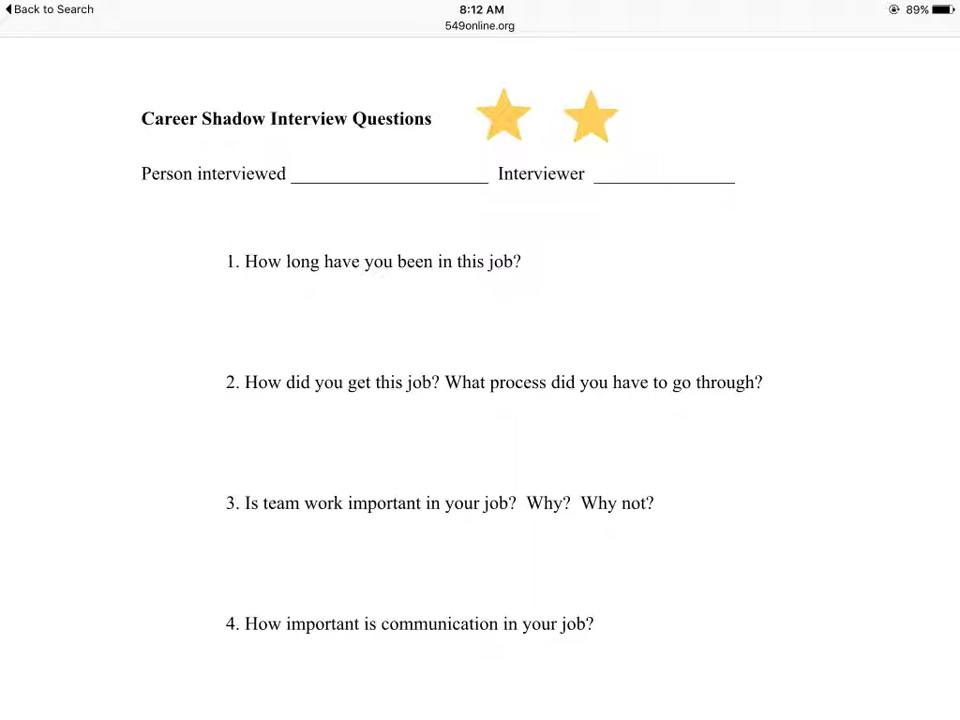 Back to Search
8:12 AM
89%
549online.org
Career Shadow Interview Questions
Person interviewed ____________________ Interviewer ______________
1. How long have you been in this job?
2. How did you get this job? What process did you have to go through?
3. Is team work important in your job?  Why?  Why not?
4. How important is communication in your job?